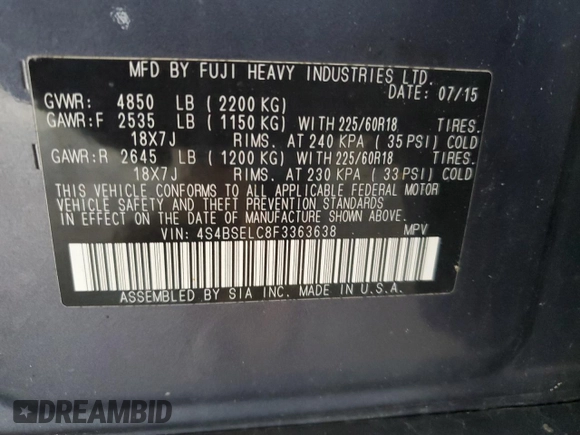 MFD BY FUJI HEAVY INDUSTRIES LTD.
DATE: 07/15
GVWR: 4850 LB (2200 KG)
GAWR:F 2535 LB (1150 KG) WITH 225/60R18 TIRES.
18X7J RIMS. AT 240 KPA (35 PSI) COLD
GAWR:R 2645 LB (1200 KG) WITH 225/60R18 TIRES.
18X7J RIMS. AT 230 KPA (33 PSI) COLD
THIS VEHICLE CONFORMS TO ALL APPLICABLE FEDERAL MOTOR
VEHICLE SAFETY AND THEFT PREVENTION STANDARDS
IN EFFECT ON THE DATE OF MANUFACTURE SHOWN ABOVE.
VIN: 4S4BSELC8F3363638 MPV
ASSEMBLED BY SIA INC. MADE IN U.S.A.
DREAMBID